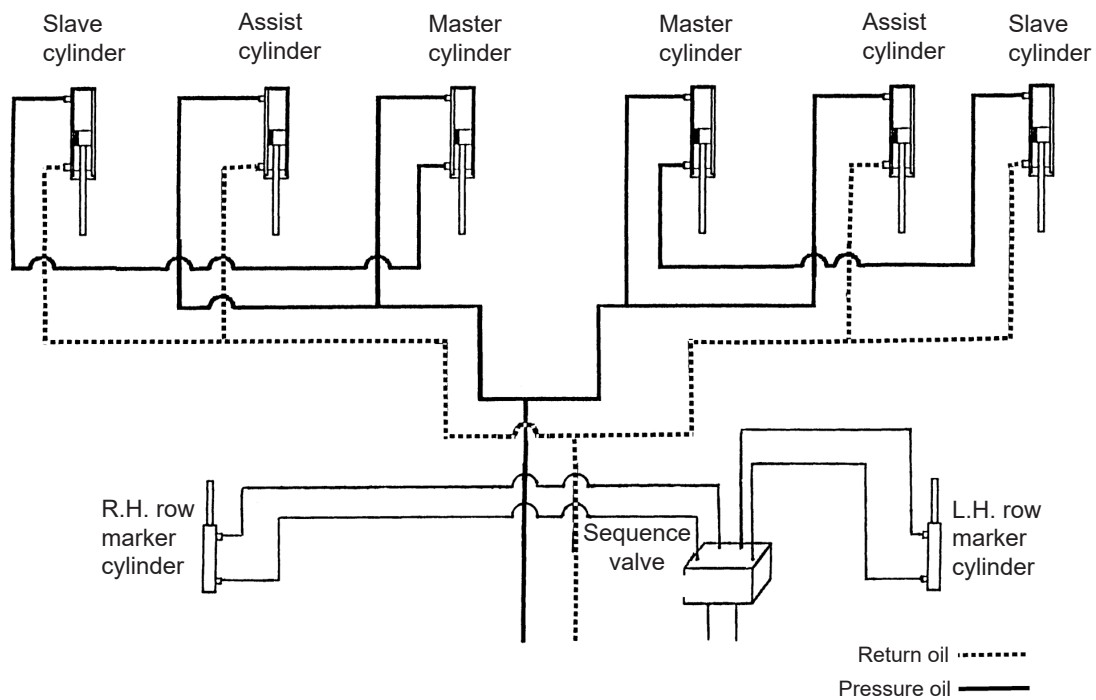 Slave
cylinder
Assist
cylinder
Master
cylinder
Master
cylinder
Assist
cylinder
Slave
cylinder
R.H. row
marker
cylinder
Sequence
valve
L.H. row
marker
cylinder
Return oil
Pressure oil